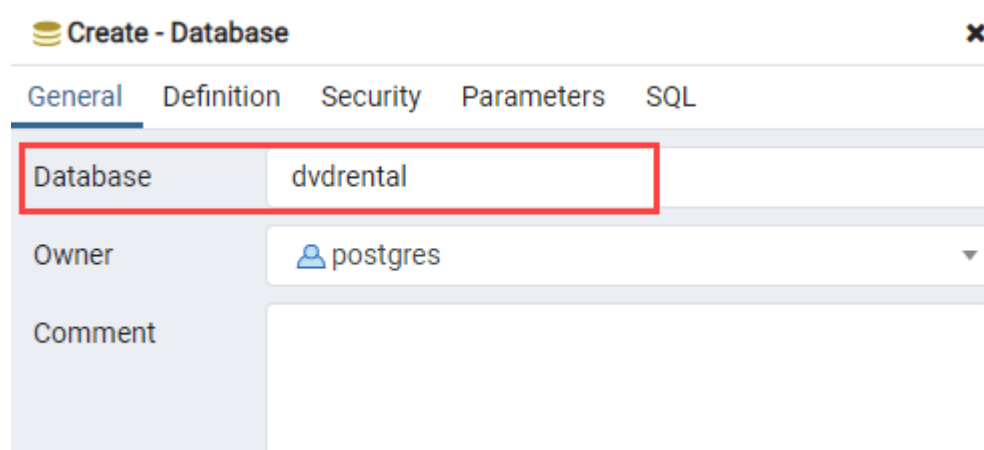 Create - Database
General Definition Security Parameters SQL
Database dvdrental
Owner postgres
Comment